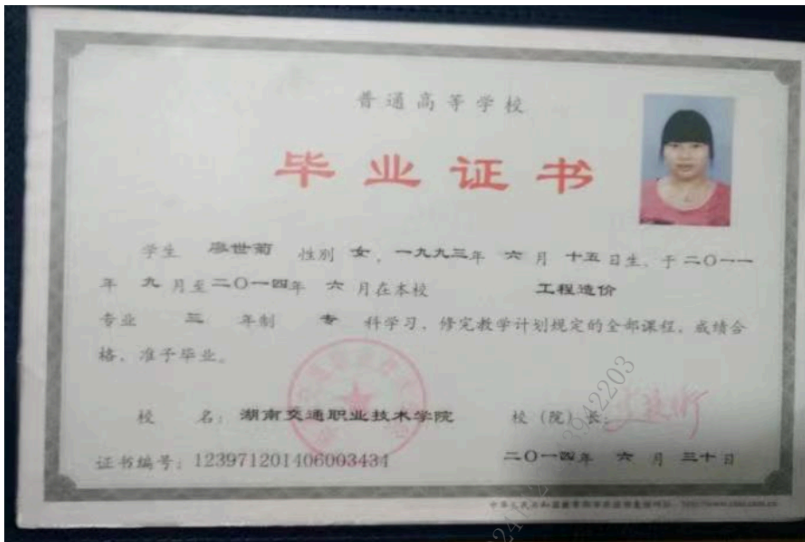 普通高等学校
毕业证书
学生 廖世菊 性别 女，一九九三年 六 月 十五日生，于二〇一一
年 九 月至二〇一四年 六 月在本校 工程造价
专业 三 年制 专 科学习，修完教学计划规定的全部课程，成绩合
格，准予毕业。
校 名：湖南交通职业技术学院 校（院）长：
证书编号：123971201406003434 二〇一四年 六 月 三十日